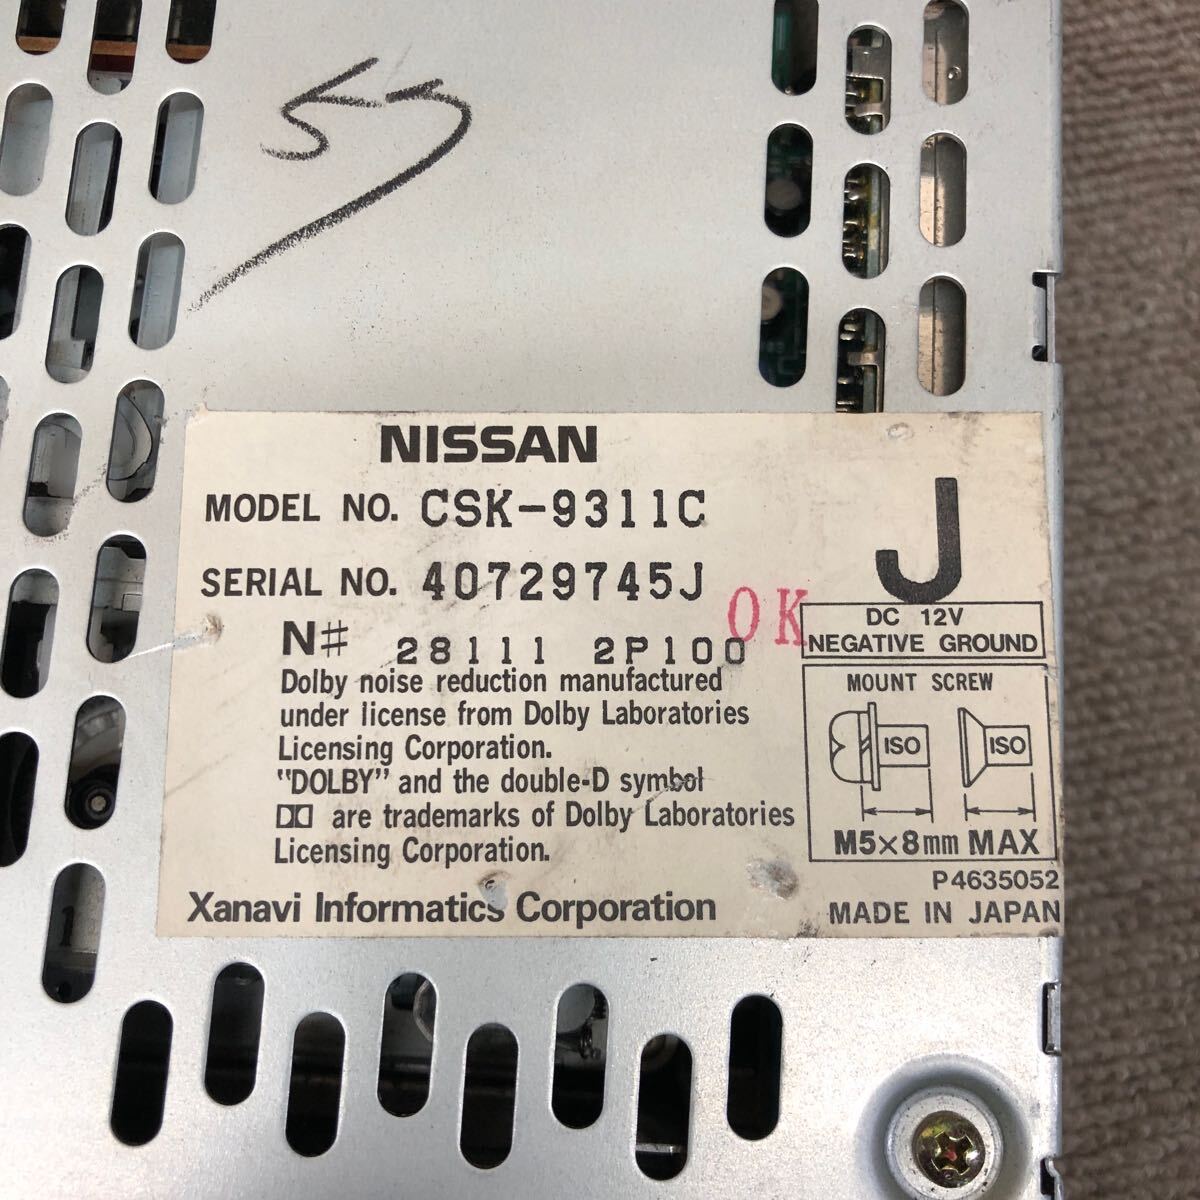 53
NISSAN
MODEL NO. CSK-9311C
SERIAL NO. 40729745J
J
OK
N# 28111 2P100
DC 12V
NEGATIVE GROUND
Dolby noise reduction manufactured
under license from Dolby Laboratories
Licensing Corporation.
"DOLBY" and the double-D symbol
are trademarks of Dolby Laboratories
Licensing Corporation.
MOUNT SCREW
ISO ISO
M5×8mm MAX
P4635052
Xanavi Informatics Corporation
MADE IN JAPAN